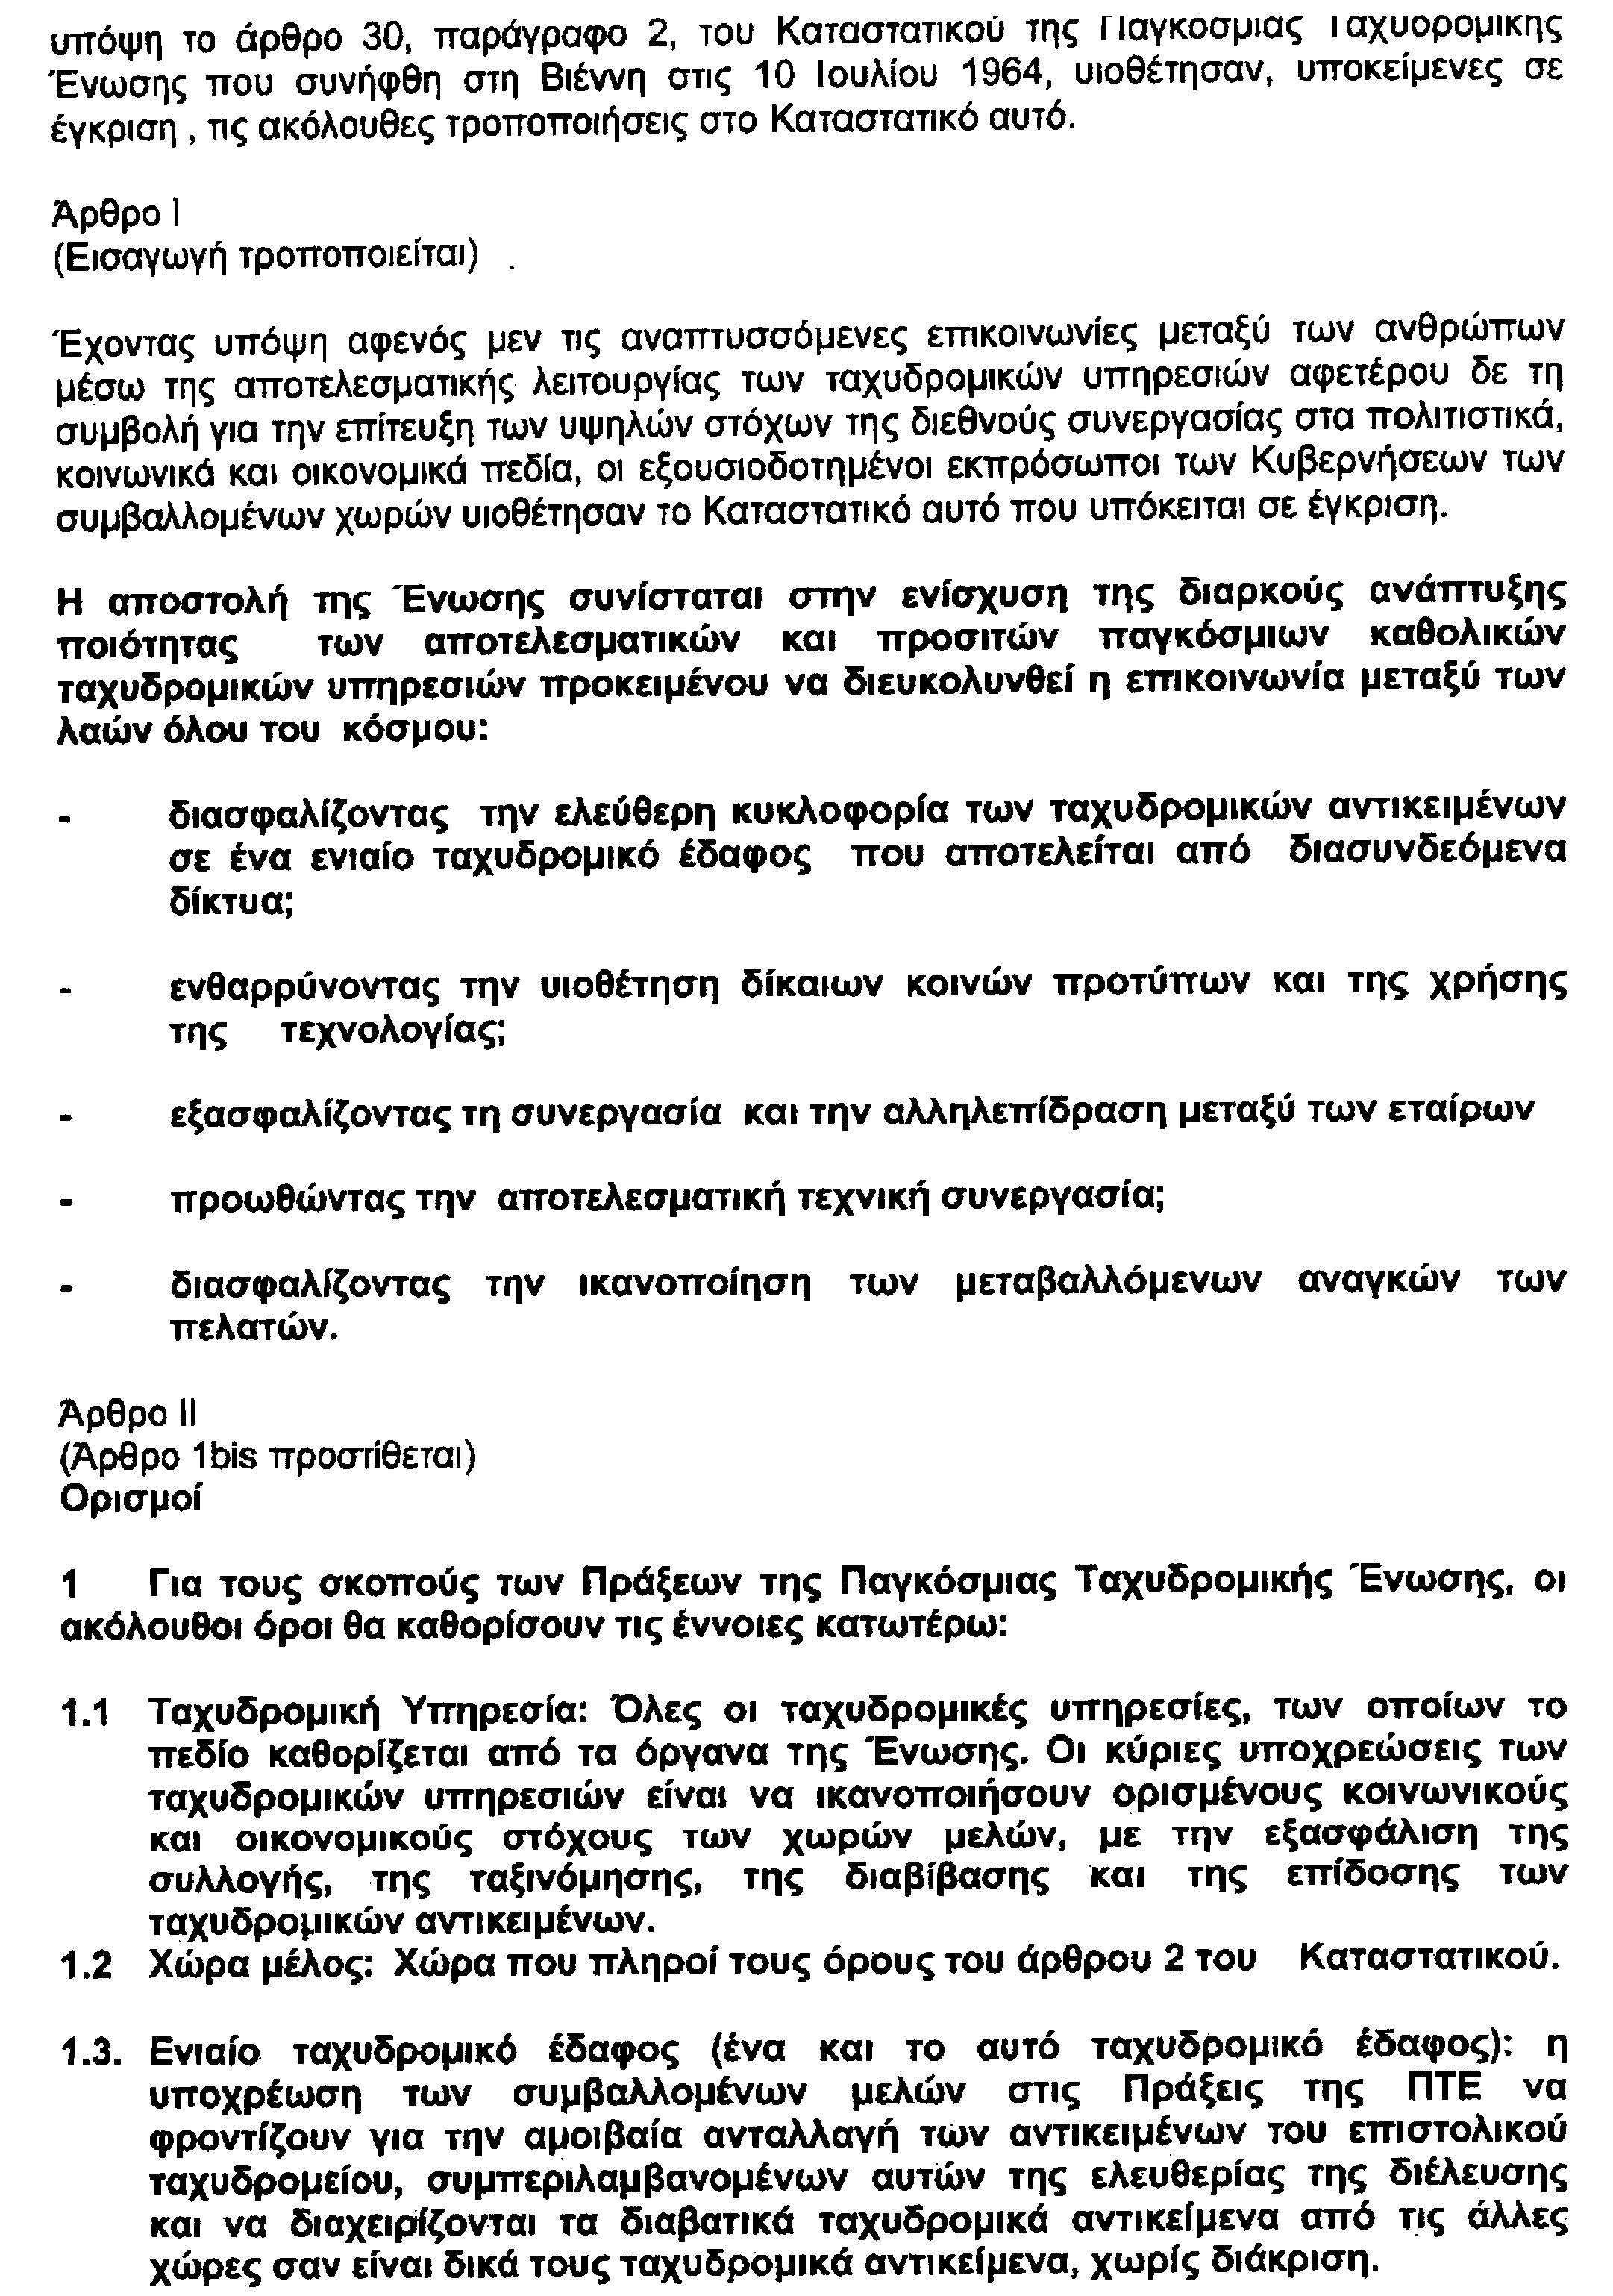 υπόψη το άρθρο 30, παράγραφο 2, του Καταστατικού της Παγκόσμιας Ταχυδρομικής
Ένωσης που συνήφθη στη Βιέννη στις 10 Ιουλίου 1964, υιοθέτησαν, υποκείμενες σε
έγκριση , τις ακόλουθες τροποποιήσεις στο Καταστατικό αυτό.
Άρθρο Ι
(Εισαγωγή τροποποιείται) .
Έχοντας υπόψη αφενός μεν τις αναπτυσσόμενες επικοινωνίες μεταξύ των ανθρώπων
μέσω της αποτελεσματικής λειτουργίας των ταχυδρομικών υπηρεσιών αφετέρου δε τη
συμβολή για την επίτευξη των υψηλών στόχων της διεθνούς συνεργασίας στα πολιτιστικά,
κοινωνικά και οικονομικά πεδία, οι εξουσιοδοτημένοι εκπρόσωποι των Κυβερνήσεων των
συμβαλλομένων χωρών υιοθέτησαν το Καταστατικό αυτό που υπόκειται σε έγκριση.
Η αποστολή της Ένωσης συνίσταται στην ενίσχυση της διαρκούς ανάπτυξης
ποιότητας των αποτελεσματικών και προσιτών παγκόσμιων καθολικών
ταχυδρομικών υπηρεσιών προκειμένου να διευκολυνθεί η επικοινωνία μεταξύ των
λαών όλου του κόσμου:
- διασφαλίζοντας την ελεύθερη κυκλοφορία των ταχυδρομικών αντικειμένων
σε ένα ενιαίο ταχυδρομικό έδαφος που αποτελείται από διασυνδεόμενα
δίκτυα;
- ενθαρρύνοντας την υιοθέτηση δίκαιων κοινών προτύπων και της χρήσης
της τεχνολογίας;
- εξασφαλίζοντας τη συνεργασία και την αλληλεπίδραση μεταξύ των εταίρων
- προωθώντας την αποτελεσματική τεχνική συνεργασία;
- διασφαλίζοντας την ικανοποίηση των μεταβαλλόμενων αναγκών των
πελατών.
Άρθρο ΙΙ
(Άρθρο 1bis προστίθεται)
Ορισμοί
1 Για τους σκοπούς των Πράξεων της Παγκόσμιας Ταχυδρομικής Ένωσης, οι
ακόλουθοι όροι θα καθορίσουν τις έννοιες κατωτέρω:
1.1 Ταχυδρομική Υπηρεσία: Όλες οι ταχυδρομικές υπηρεσίες, των οποίων το
πεδίο καθορίζεται από τα όργανα της Ένωσης. Οι κύριες υποχρεώσεις των
ταχυδρομικών υπηρεσιών είναι να ικανοποιήσουν ορισμένους κοινωνικούς
και οικονομικούς στόχους των χωρών μελών, με την εξασφάλιση της
συλλογής, της ταξινόμησης, της διαβίβασης και της επίδοσης των
ταχυδρομικών αντικειμένων.
1.2 Χώρα μέλος: Χώρα που πληροί τους όρους του άρθρου 2 του Καταστατικού.
1.3. Ενιαίο ταχυδρομικό έδαφος (ένα και το αυτό ταχυδρομικό έδαφος): η
υποχρέωση των συμβαλλομένων μελών στις Πράξεις της ΠΤΕ να
φροντίζουν για την αμοιβαία ανταλλαγή των αντικειμένων του επιστολικού
ταχυδρομείου, συμπεριλαμβανομένων αυτών της ελευθερίας της διέλευσης
και να διαχειρίζονται τα διαβατικά ταχυδρομικά αντικείμενα από τις άλλες
χώρες σαν είναι δικά τους ταχυδρομικά αντικείμενα, χωρίς διάκριση.